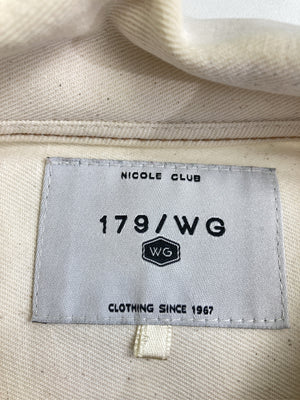 NICOLE CLUB
179/WG
WG
CLOTHING SINCE 1967